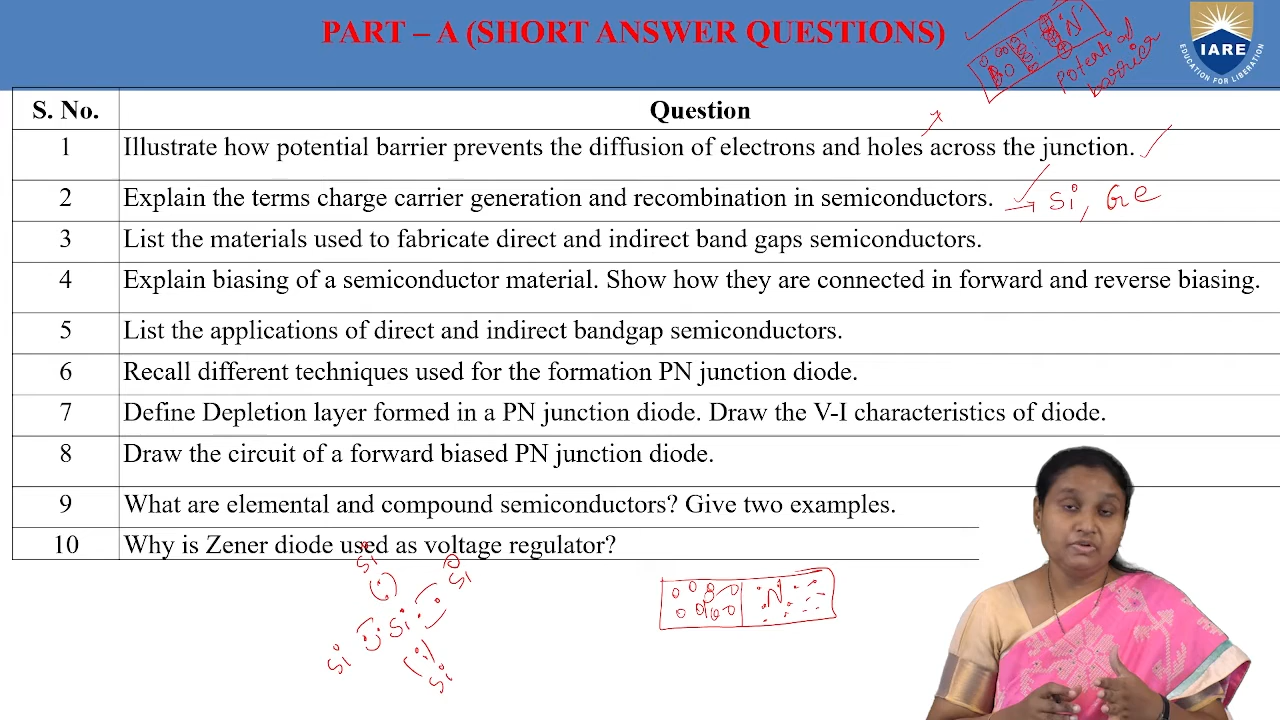 PART – A (SHORT ANSWER QUESTIONS)
N
potential
barrier
IARE
EDUCATION FOR LIBERATION
S. No. Question
1 Illustrate how potential barrier prevents the diffusion of electrons and holes across the junction.
2 Explain the terms charge carrier generation and recombination in semiconductors. → Si, Ge
3 List the materials used to fabricate direct and indirect band gaps semiconductors.
4 Explain biasing of a semiconductor material. Show how they are connected in forward and reverse biasing.
5 List the applications of direct and indirect bandgap semiconductors.
6 Recall different techniques used for the formation PN junction diode.
7 Define Depletion layer formed in a PN junction diode. Draw the V-I characteristics of diode.
8 Draw the circuit of a forward biased PN junction diode.
9 What are elemental and compound semiconductors? Give two examples.
10 Why is Zener diode used as voltage regulator?
Si
Si
Si
Si
Si
N